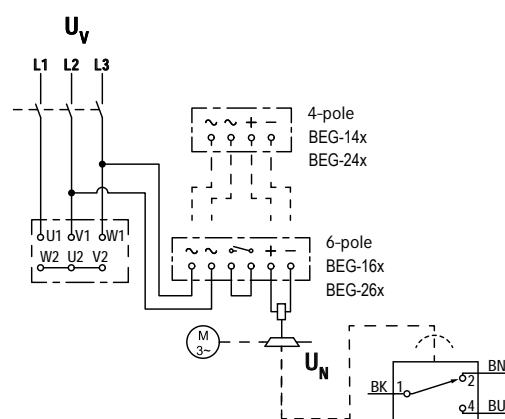 U_V
L1 L2 L3
4-pole
BEG-14x
BEG-24x
~ ~ + −
U1 V1 W1
W2 U2 V2
~ ~ + −
6-pole
BEG-16x
BEG-26x
M
3~
U_N
BK 1 2 BN
4 BU